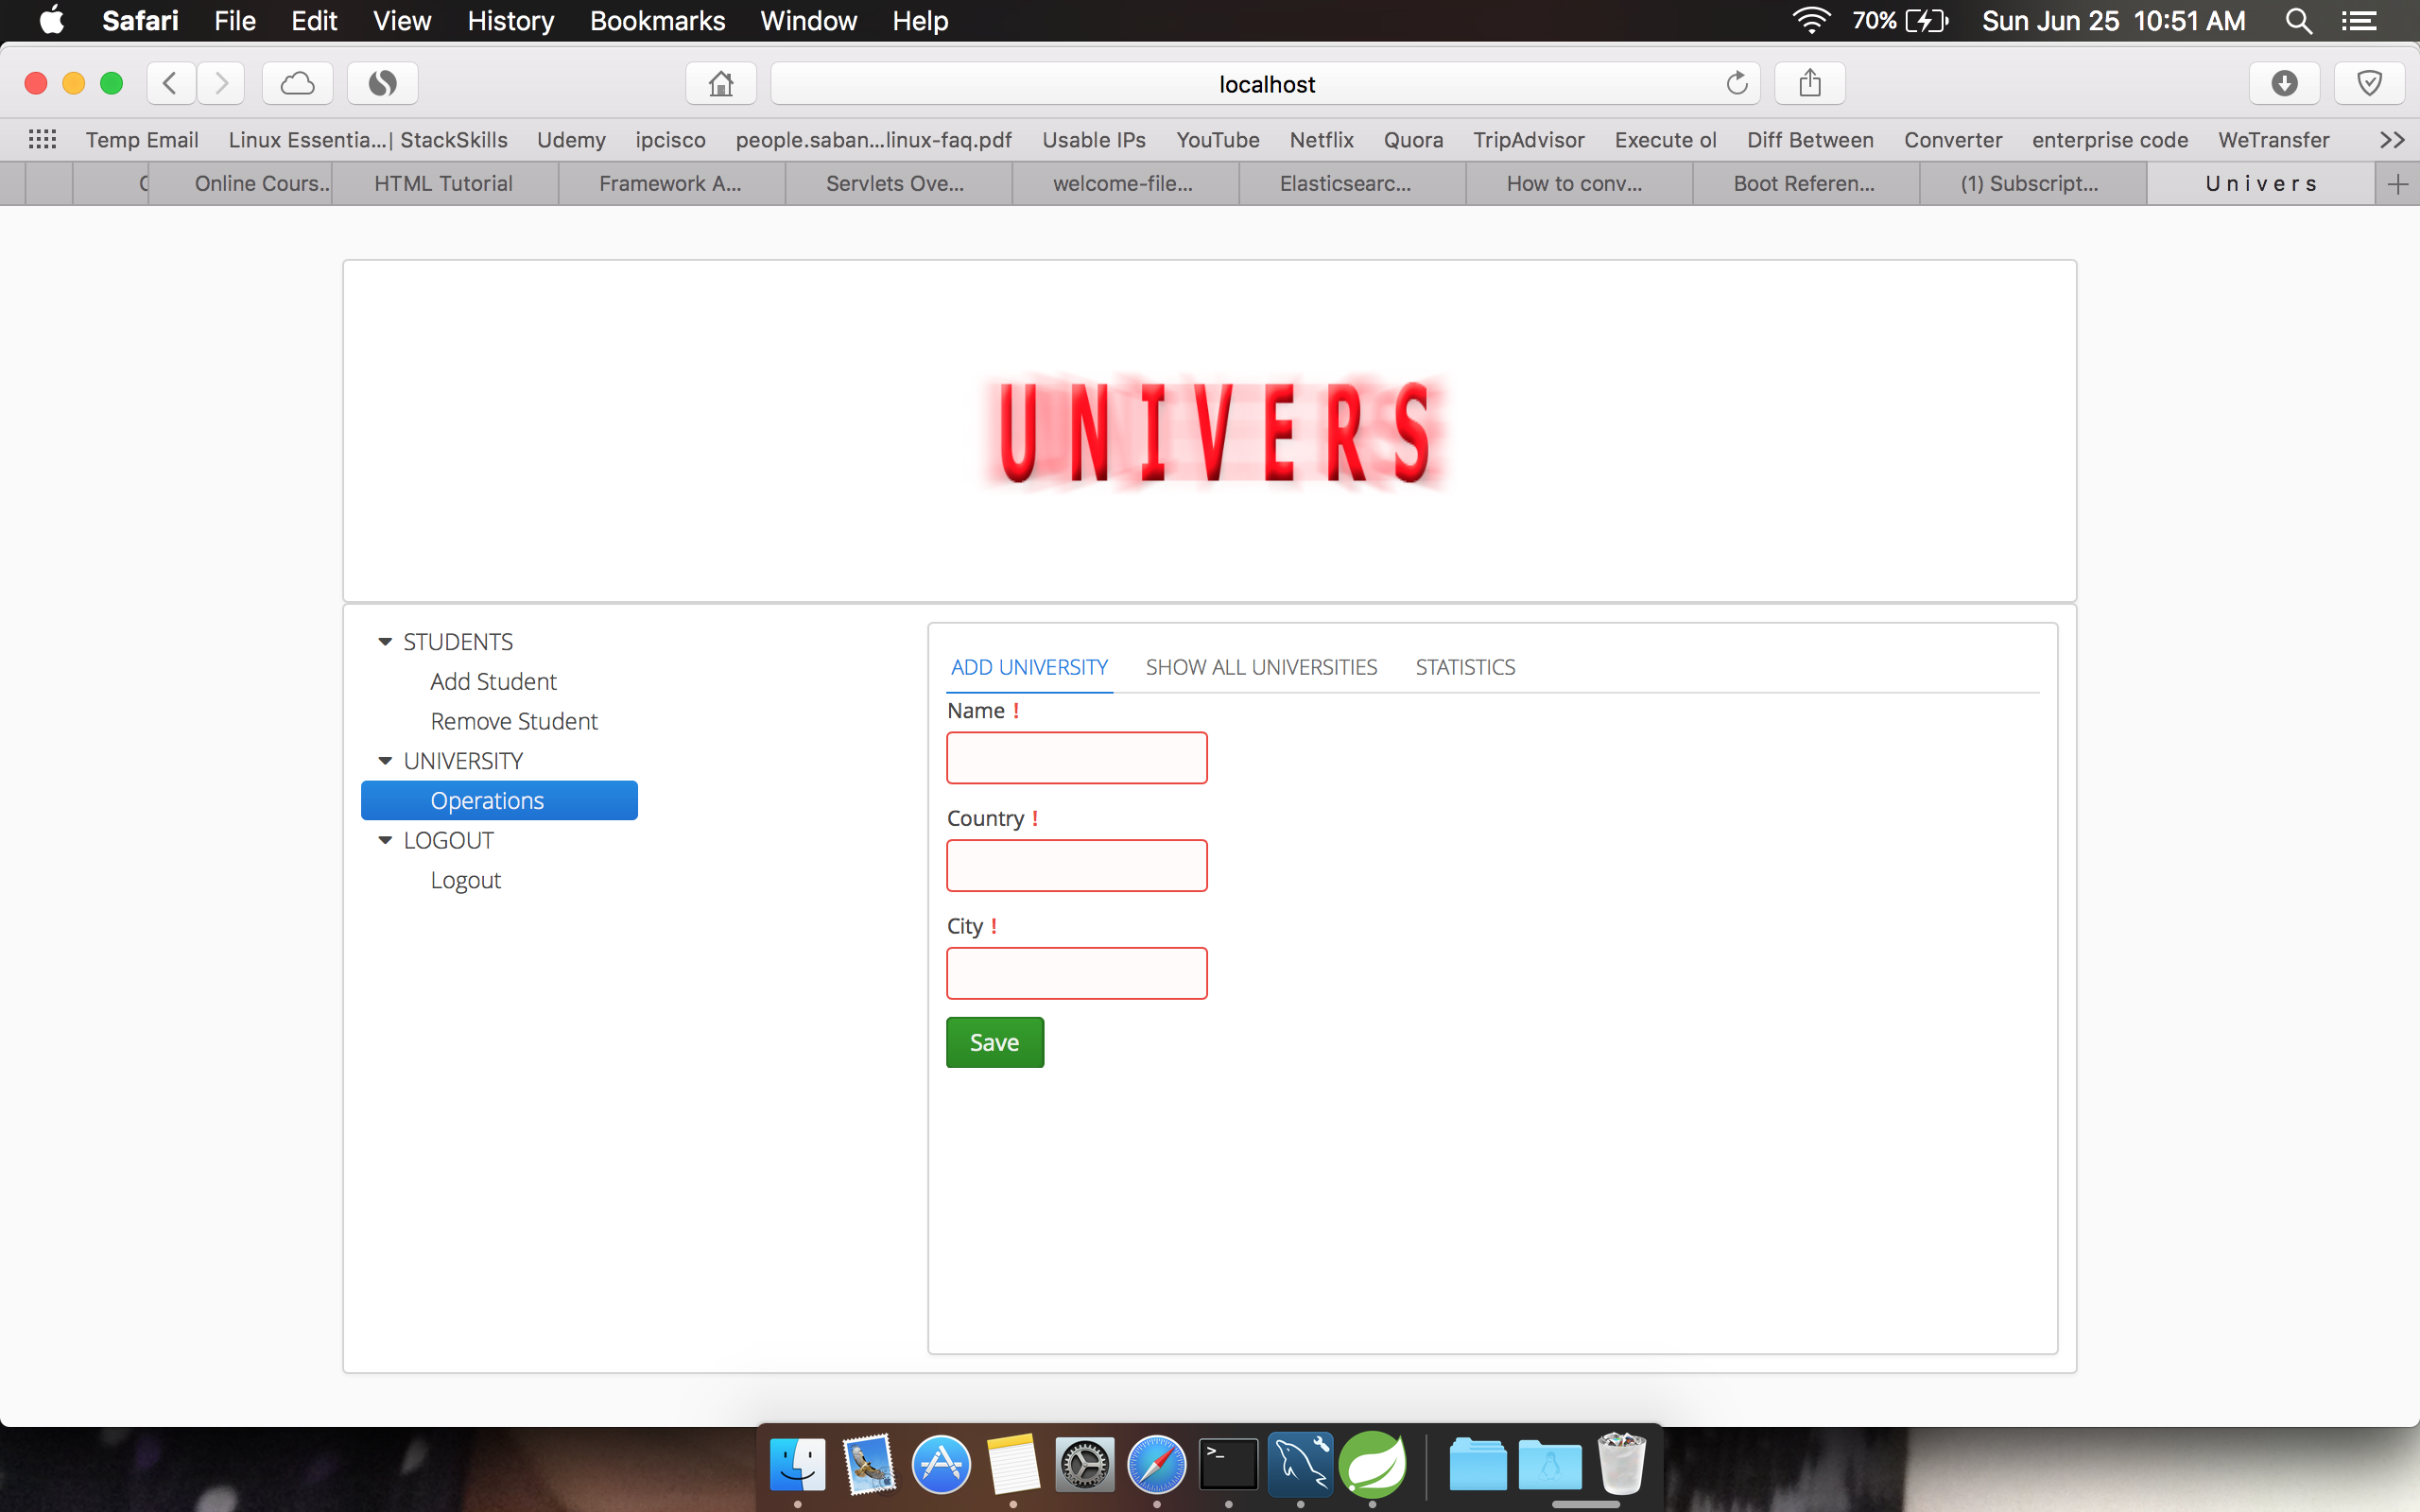 Safari File Edit View History Bookmarks Window Help 70% Sun Jun 25 10:51 AM
localhost
Temp Email Linux Essentia...| StackSkills Udemy ipcisco people.saban...linux-faq.pdf Usable IPs YouTube Netflix Quora TripAdvisor Execute ol Diff Between Converter enterprise code WeTransfer >>
Online Cours... HTML Tutorial Framework A... Servlets Ove... welcome-file... Elasticsearc... How to conv... Boot Referen... (1) Subscript... U n i v e r s
U N I V E R S
STUDENTS
Add Student
Remove Student
UNIVERSITY
Operations
LOGOUT
Logout
ADD UNIVERSITY SHOW ALL UNIVERSITIES STATISTICS
Name !
Country !
City !
Save